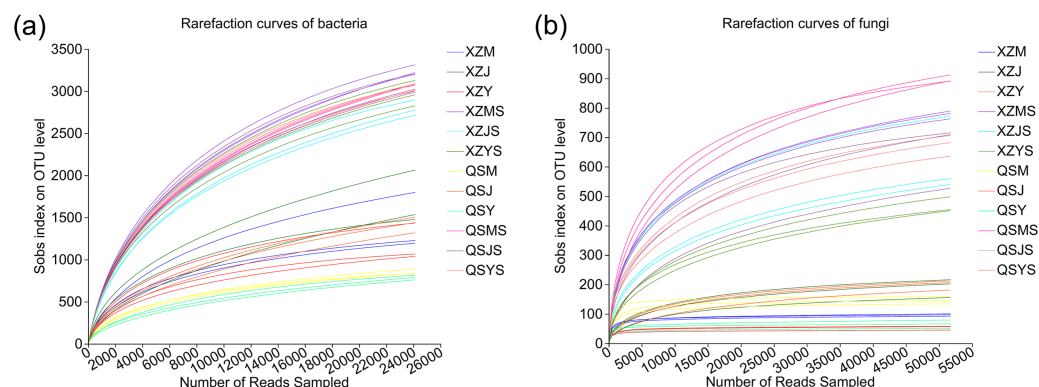 (a)
Rarefaction curves of bacteria
Sobs index on OTU level
3500
3000
2500
2000
1500
1000
500
0
0
2000
4000
6000
8000
10000
12000
14000
16000
18000
20000
22000
24000
26000
Number of Reads Sampled
XZM
XZJ
XZY
XZMS
XZJS
XZYS
QSM
QSJ
QSY
QSMS
QSJS
QSYS
(b)
Rarefaction curves of fungi
Sobs index on OTU level
1000
900
800
700
600
500
400
300
200
100
0
0
5000
10000
15000
20000
25000
30000
35000
40000
45000
50000
55000
Number of Reads Sampled
XZM
XZJ
XZY
XZMS
XZJS
XZYS
QSM
QSJ
QSY
QSMS
QSJS
QSYS